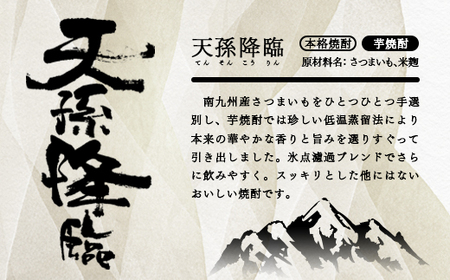 天孫降臨
天孫降臨
てんそんこうりん
本格焼酎 芋焼酎
原材料名：さつまいも、米麹
南九州産さつまいもをひとつひとつ手選
別し、芋焼酎では珍しい低温蒸留法により
本来の華やかな香りと旨みを選りすぐって
引き出しました。氷点濾過ブレンドでさら
に飲みやすく。スッキリとした他にはない
おいしい焼酎です。